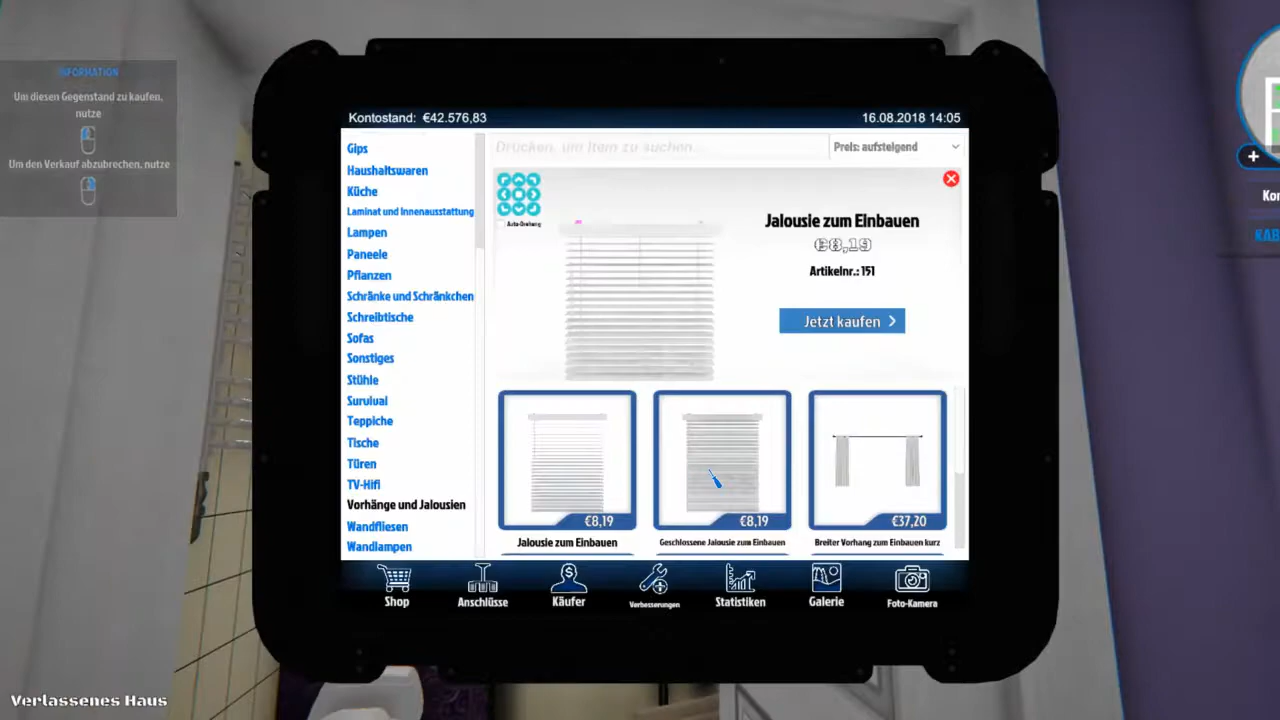 INFORMATION
Um diesen Gegenstand zu kaufen,
nutze
Um den Verkauf abzubrechen, nutze
Kontostand: €42.576,83
16.08.2018 14:05
Gips
Haushaltswaren
Küche
Laminat und Innenausstattung
Lampen
Paneele
Pflanzen
Schränke und Schränkchen
Schreibtische
Sofas
Sonstiges
Stühle
Survival
Teppiche
Tische
Türen
TV-Hifi
Vorhänge und Jalousien
Wandfliesen
Wandlampen
Drücken, um Item zu suchen...
Preis: aufsteigend
Auto-Drehung
Jalousie zum Einbauen
€8,19
Artikelnr.: 151
Jetzt kaufen
€8,19
Jalousie zum Einbauen
€8,19
Geschlossene Jalousie zum Einbauen
€37,20
Breiter Vorhang zum Einbauen kurz
Shop
Anschlüsse
Käufer
Verbesserungen
Statistiken
Galerie
Foto-Kamera
Verlassenes Haus